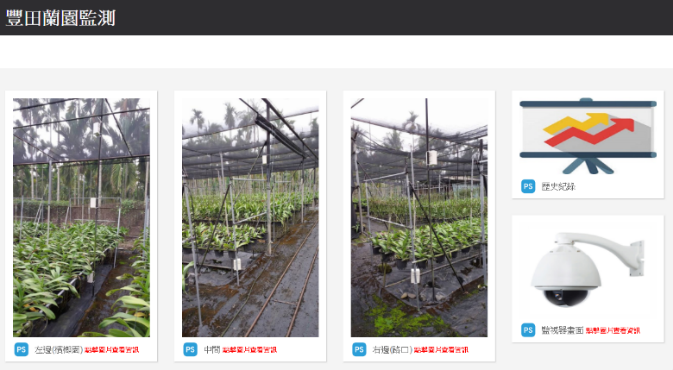 豐田蘭園監測
PS 左邊(檳榔園) 點擊圖片查看資訊
PS 中間 點擊圖片查看資訊
PS 右邊(路口) 點擊圖片查看資訊
PS 歷史紀錄
PS 監視器畫面 點擊圖片查看資訊